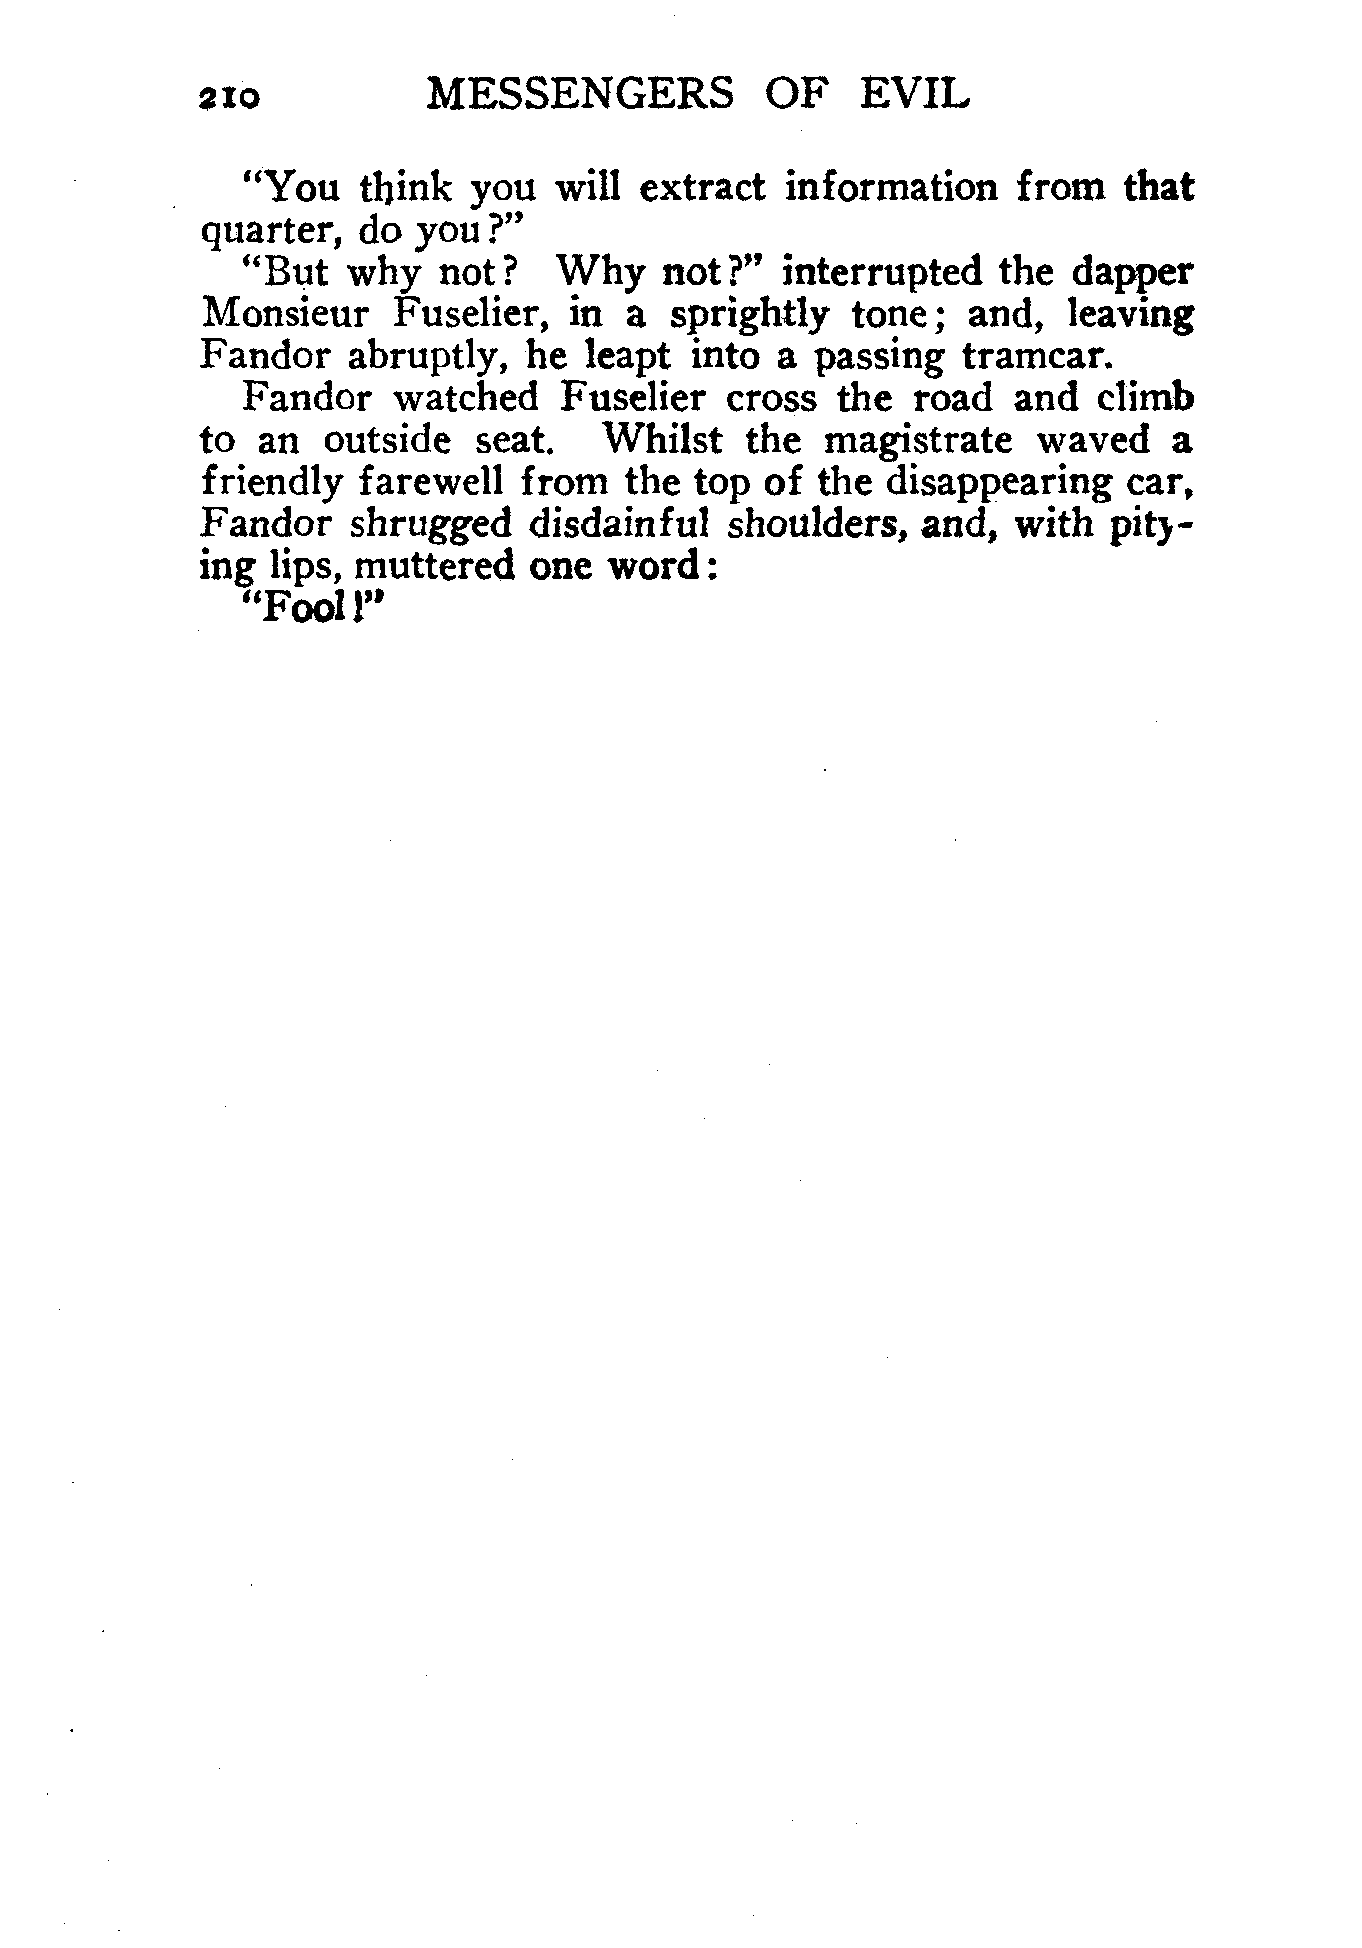 210 MESSENGERS OF EVIL
"You think you will extract information from that
quarter, do you?"
"But why not? Why not?" interrupted the dapper
Monsieur Fuselier, in a sprightly tone; and, leaving
Fandor abruptly, he leapt into a passing tramcar.
Fandor watched Fuselier cross the road and climb
to an outside seat. Whilst the magistrate waved a
friendly farewell from the top of the disappearing car,
Fandor shrugged disdainful shoulders, and, with pity-
ing lips, muttered one word:
"Fool!"